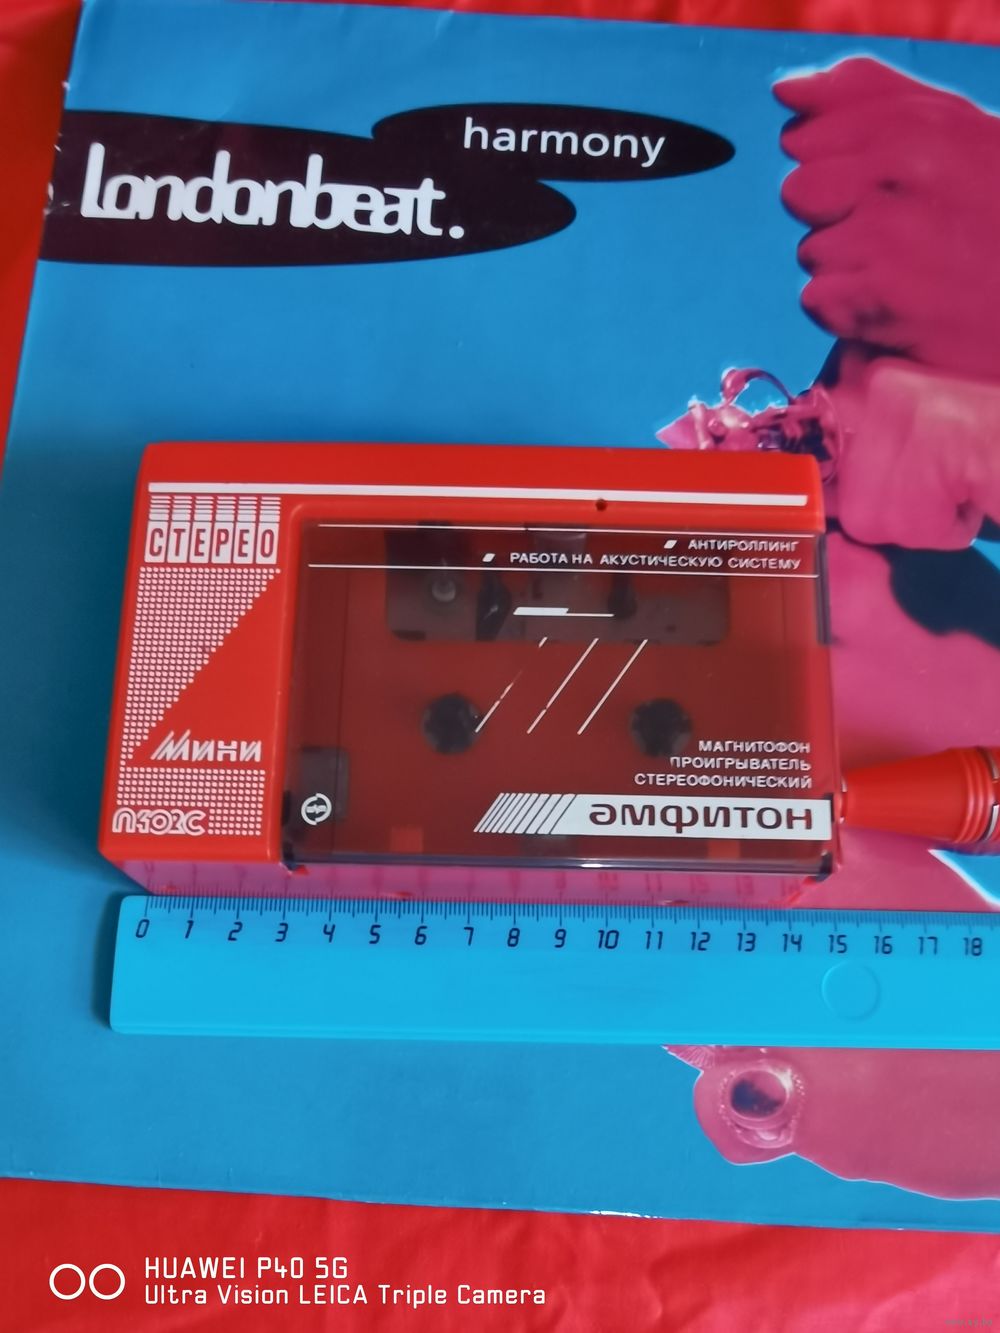 harmony
Londonbeat.
СТЕРЕО
АНТИРОЛЛИНГ
РАБОТА НА АКУСТИЧЕСКУЮ СИСТЕМУ
МИНИ
МАГНИТОФОН
ПРОИГРЫВАТЕЛЬ
СТЕРЕОФОНИЧЕСКИЙ
П402С
амфитон
0 1 2 3 4 5 6 7 8 9 10 11 12 13 14 15 16 17 18
HUAWEI P40 5G
Ultra Vision LEICA Triple Camera